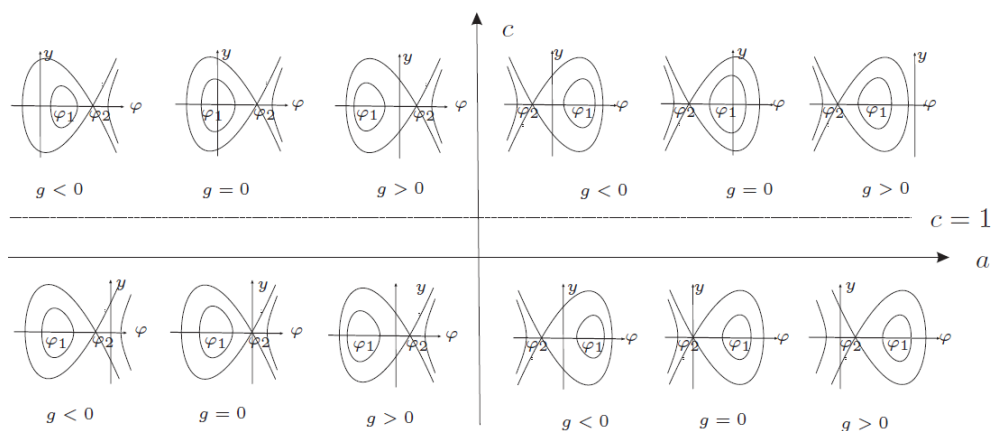 c
y y y
φ φ φ φ φ φ
φ1 φ2 φ1 φ2 φ1 φ2 φ2 φ1 φ2 φ1 φ2 φ1
g < 0 g = 0 g > 0 g < 0 g = 0 g > 0
c = 1
a
y y y
φ φ φ φ φ φ
φ1 φ2 φ1 φ2 φ1 φ2 φ2 φ1 φ2 φ1 φ2 φ1
g < 0 g = 0 g > 0 g < 0 g = 0 g > 0